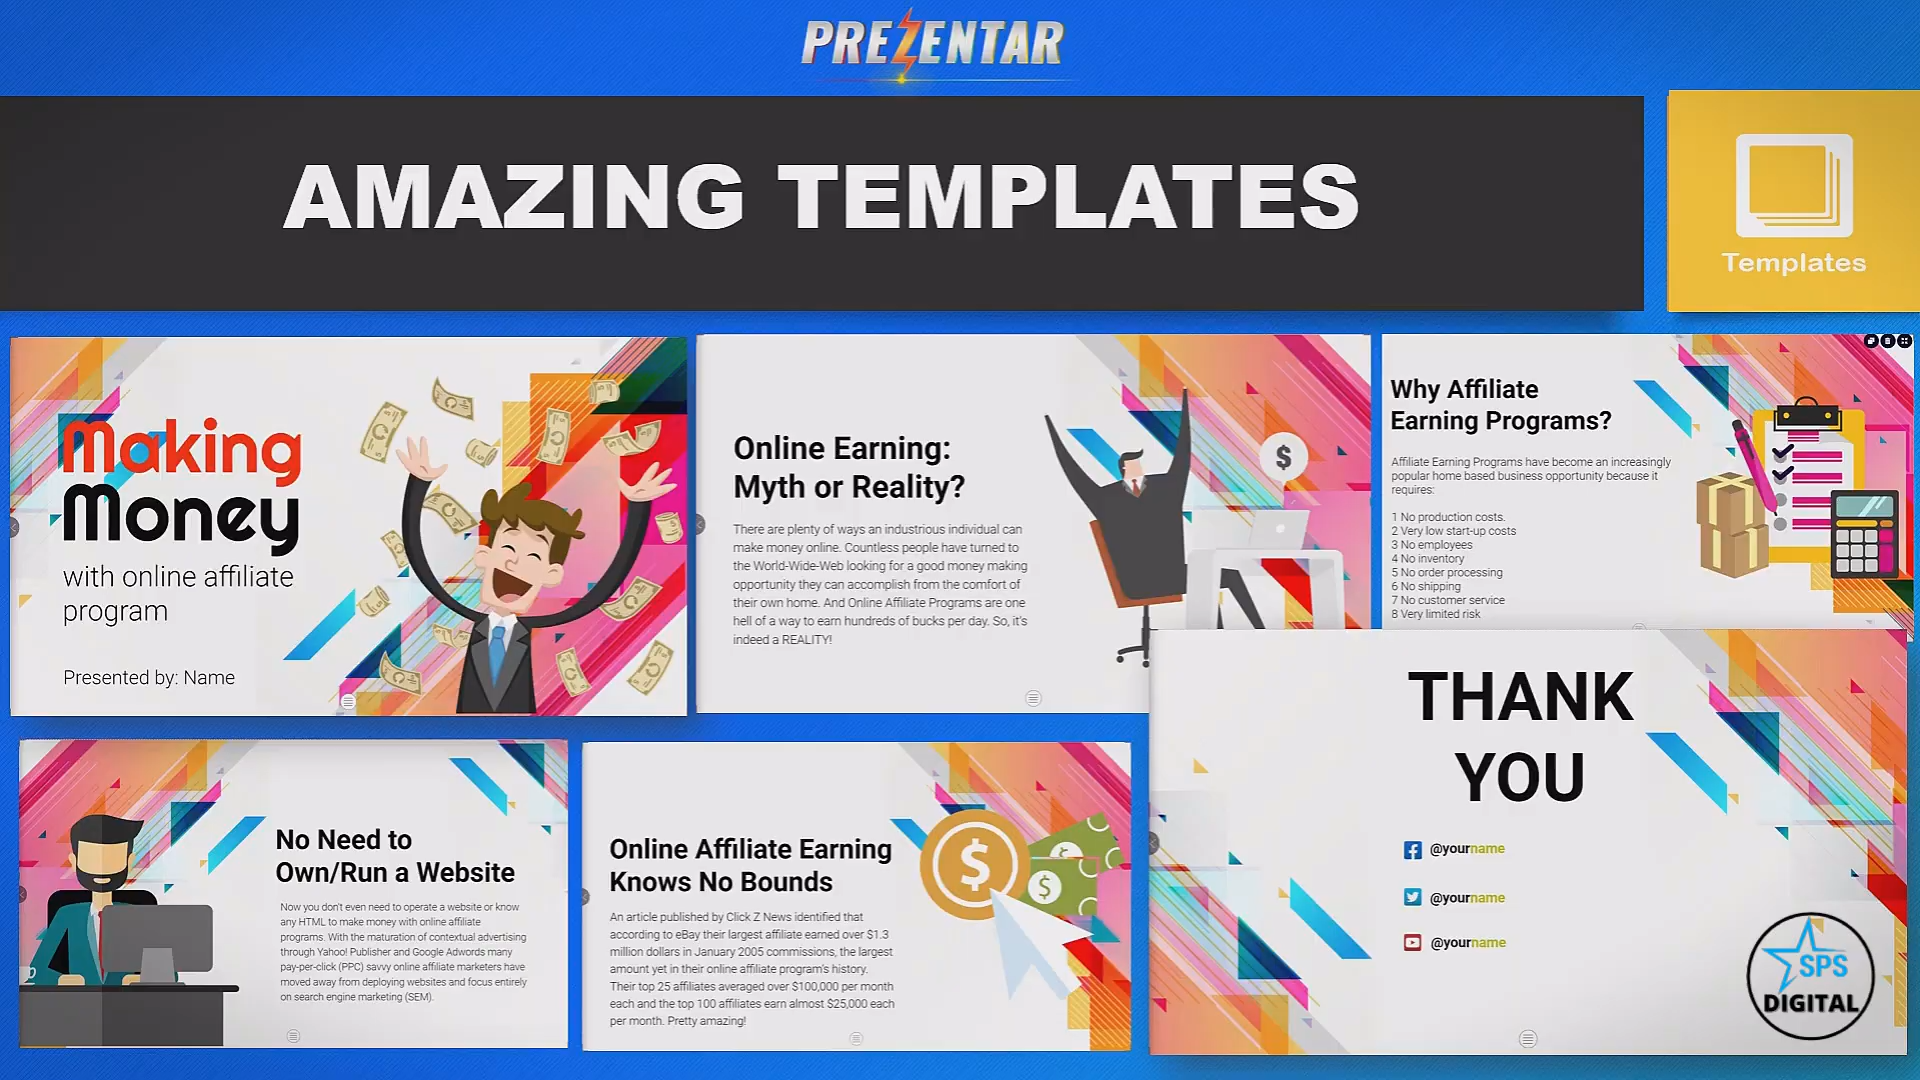 PREZENTAR
AMAZING TEMPLATES
Templates
Making
Money
with online affiliate
program
Presented by: Name
Online Earning:
Myth or Reality?
There are plenty of ways an industrious individual can
make money online. Countless people have turned to
the World-Wide-Web looking for a good money making
opportunity they can accomplish from the comfort of
their own home. And Online Affiliate Programs are one
hell of a way to earn hundreds of bucks per day. So, it's
indeed a REALITY!
$
Why Affiliate
Earning Programs?
Affiliate Earning Programs have become an increasingly
popular home based business opportunity because it
requires:
1 No production costs.
2 Very low start-up costs
3 No employees
4 No inventory
5 No order processing
6 No shipping
7 No customer service
8 Very limited risk
No Need to
Own/Run a Website
Now you don't even need to operate a website or know
any HTML to make money with online affiliate
programs. With the maturation of contextual advertising
through Yahoo! Publisher and Google Adwords many
pay-per-click (PPC) savvy online affiliate marketers have
moved away from deploying websites and focus entirely
on search engine marketing (SEM).
Online Affiliate Earning
Knows No Bounds
An article published by Click Z News identified that
according to eBay their largest affiliate earned over $1.3
million dollars in January 2005 commissions, the largest
amount yet in their online affiliate program's history.
Their top 25 affiliates averaged over $100,000 per month
each and the top 100 affiliates earn almost $25,000 each
per month. Pretty amazing!
$
$
THANK
YOU
@yourname
@yourname
@yourname
SPS
DIGITAL